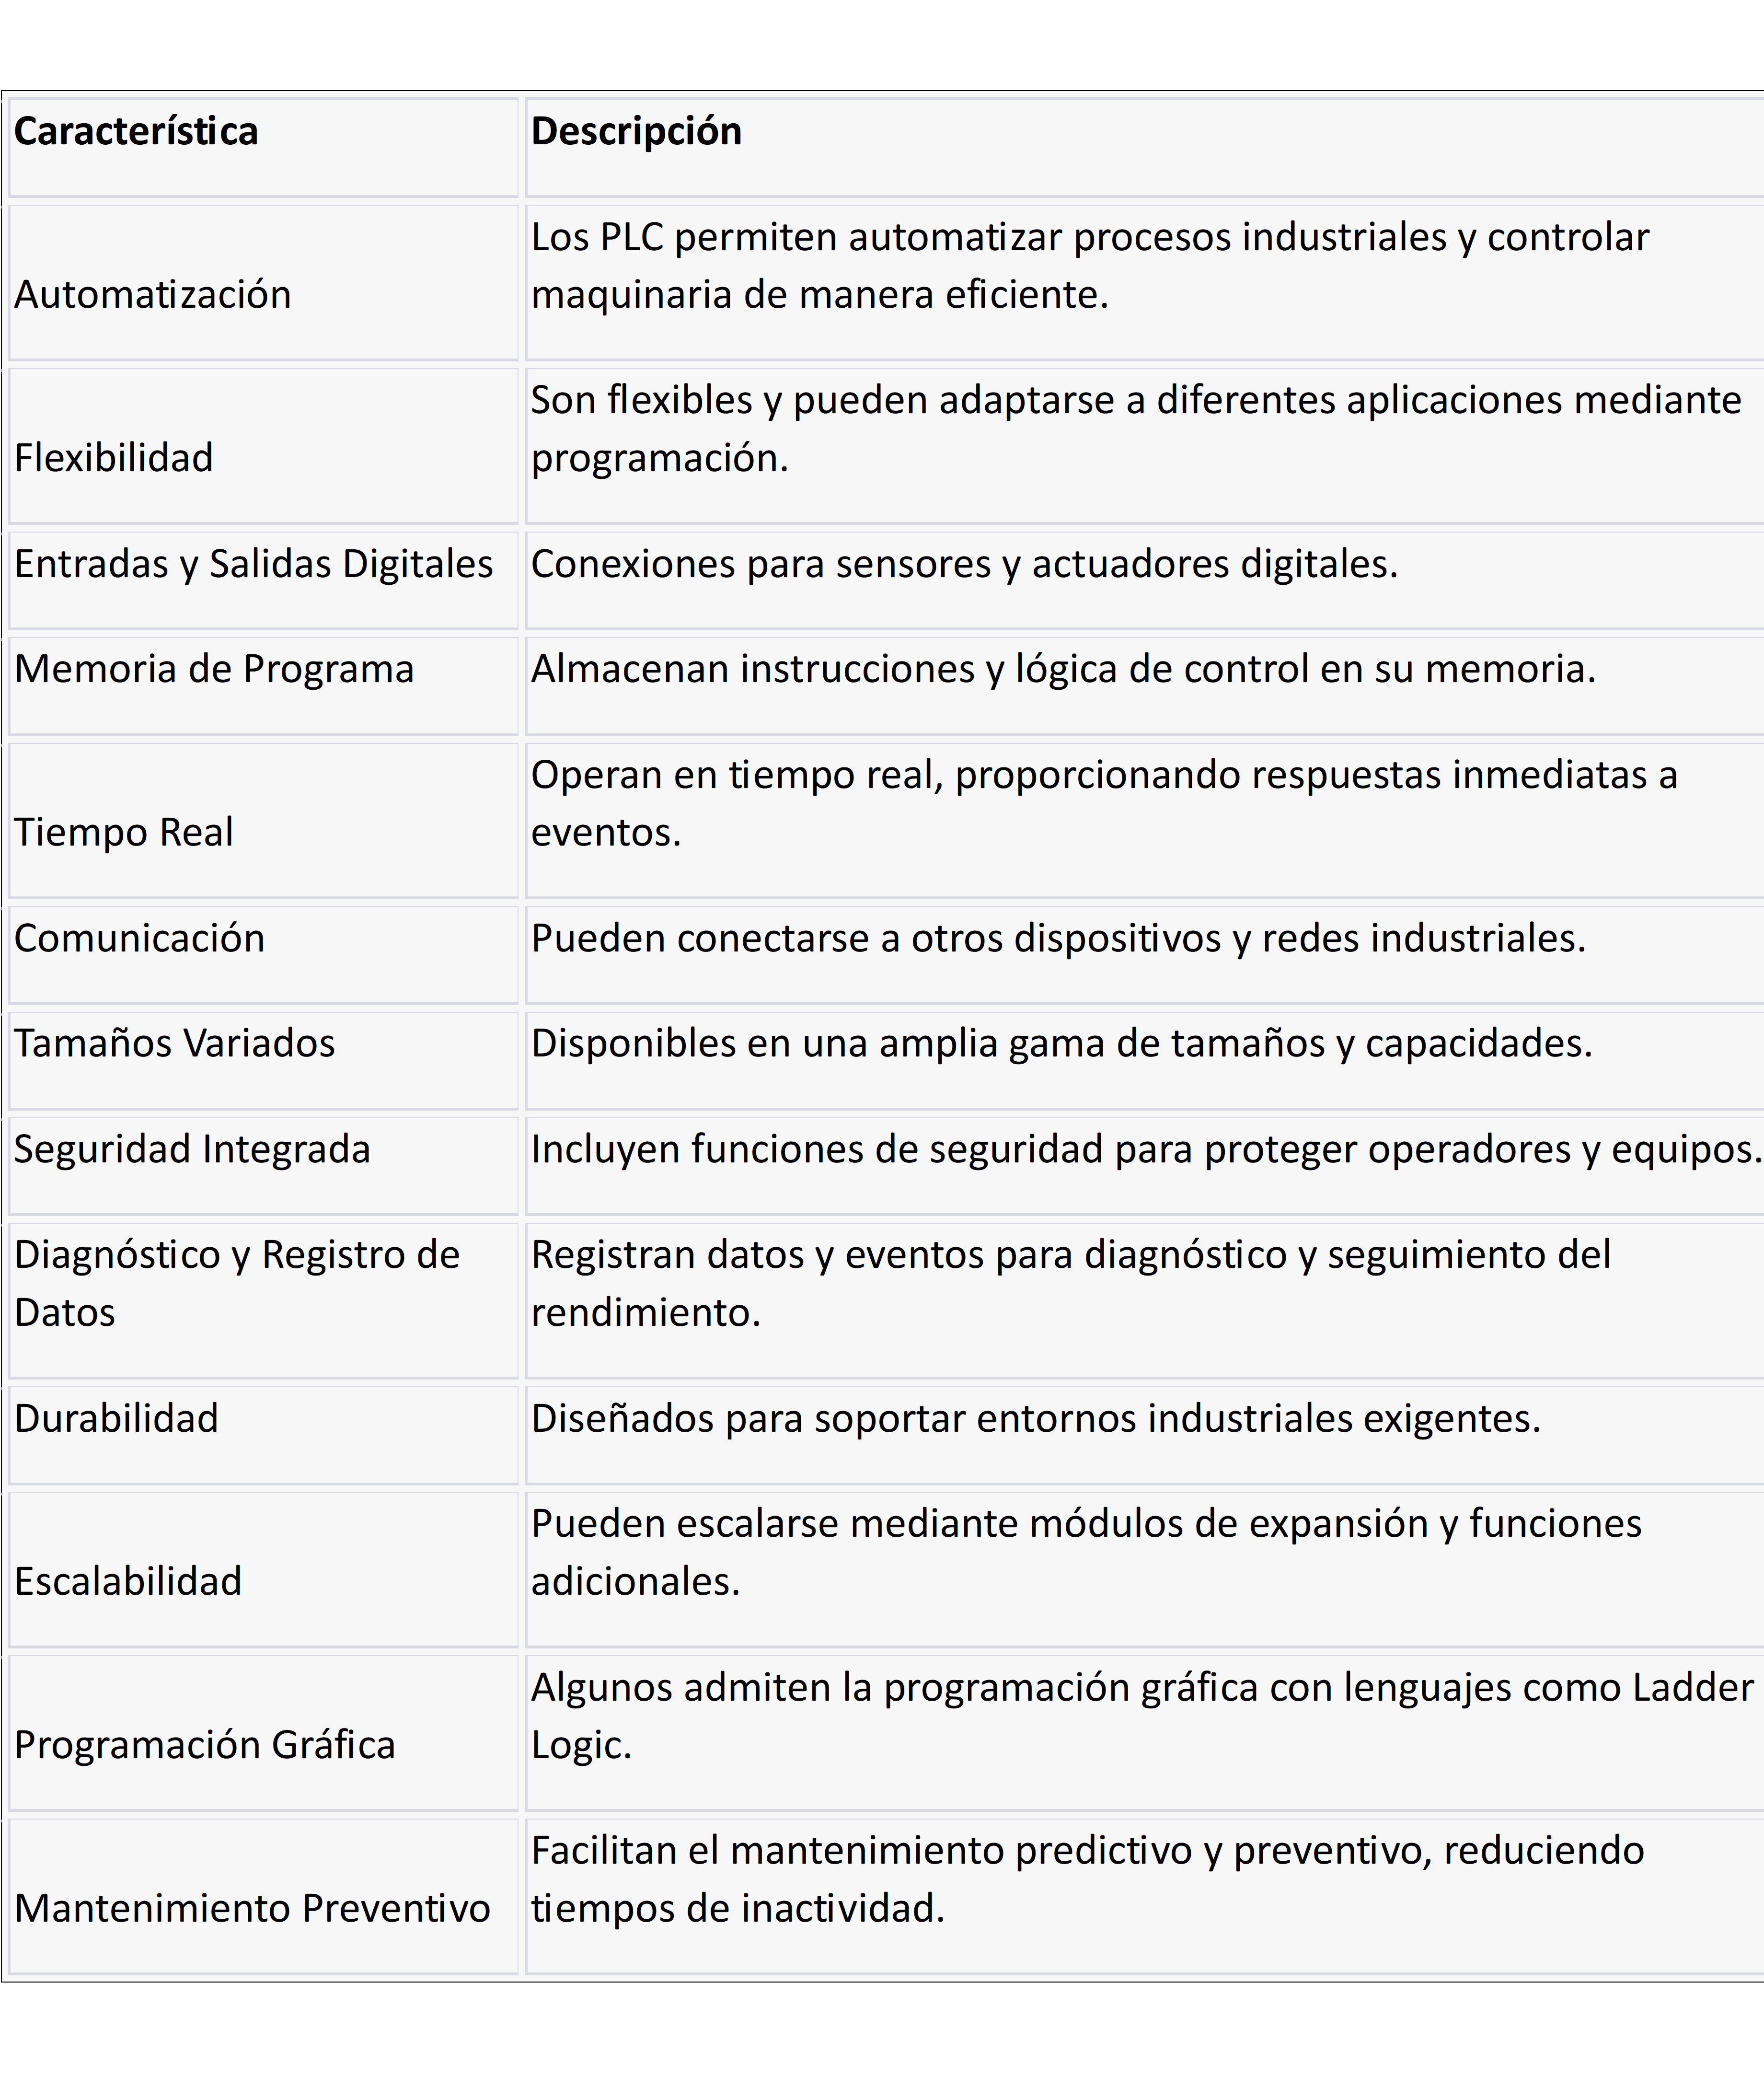 Característica
Descripción
Automatización
Los PLC permiten automatizar procesos industriales y controlar
maquinaria de manera eficiente.
Flexibilidad
Son flexibles y pueden adaptarse a diferentes aplicaciones mediante
programación.
Entradas y Salidas Digitales
Conexiones para sensores y actuadores digitales.
Memoria de Programa
Almacenan instrucciones y lógica de control en su memoria.
Tiempo Real
Operan en tiempo real, proporcionando respuestas inmediatas a
eventos.
Comunicación
Pueden conectarse a otros dispositivos y redes industriales.
Tamaños Variados
Disponibles en una amplia gama de tamaños y capacidades.
Seguridad Integrada
Incluyen funciones de seguridad para proteger operadores y equipos.
Diagnóstico y Registro de
Datos
Registran datos y eventos para diagnóstico y seguimiento del
rendimiento.
Durabilidad
Diseñados para soportar entornos industriales exigentes.
Escalabilidad
Pueden escalarse mediante módulos de expansión y funciones
adicionales.
Programación Gráfica
Algunos admiten la programación gráfica con lenguajes como Ladder
Logic.
Mantenimiento Preventivo
Facilitan el mantenimiento predictivo y preventivo, reduciendo
tiempos de inactividad.